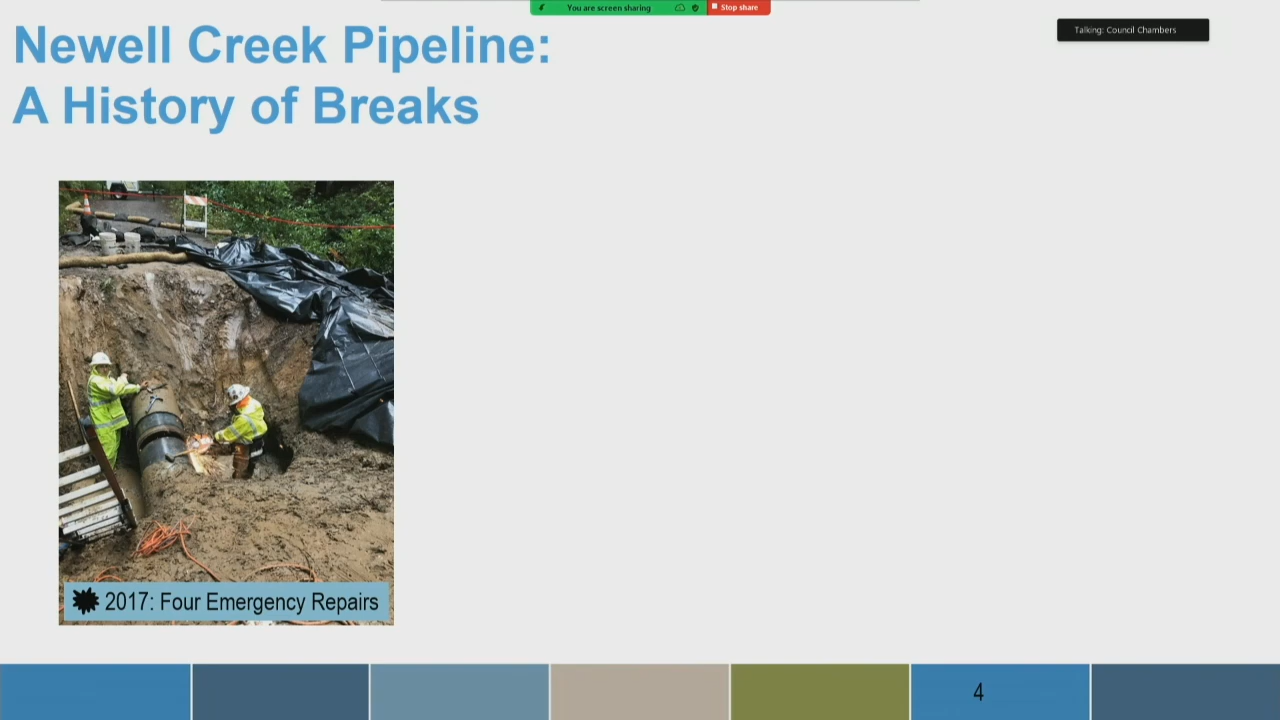 You are screen sharing
Stop share
Talking: Council Chambers
Newell Creek Pipeline:
A History of Breaks
2017: Four Emergency Repairs
4